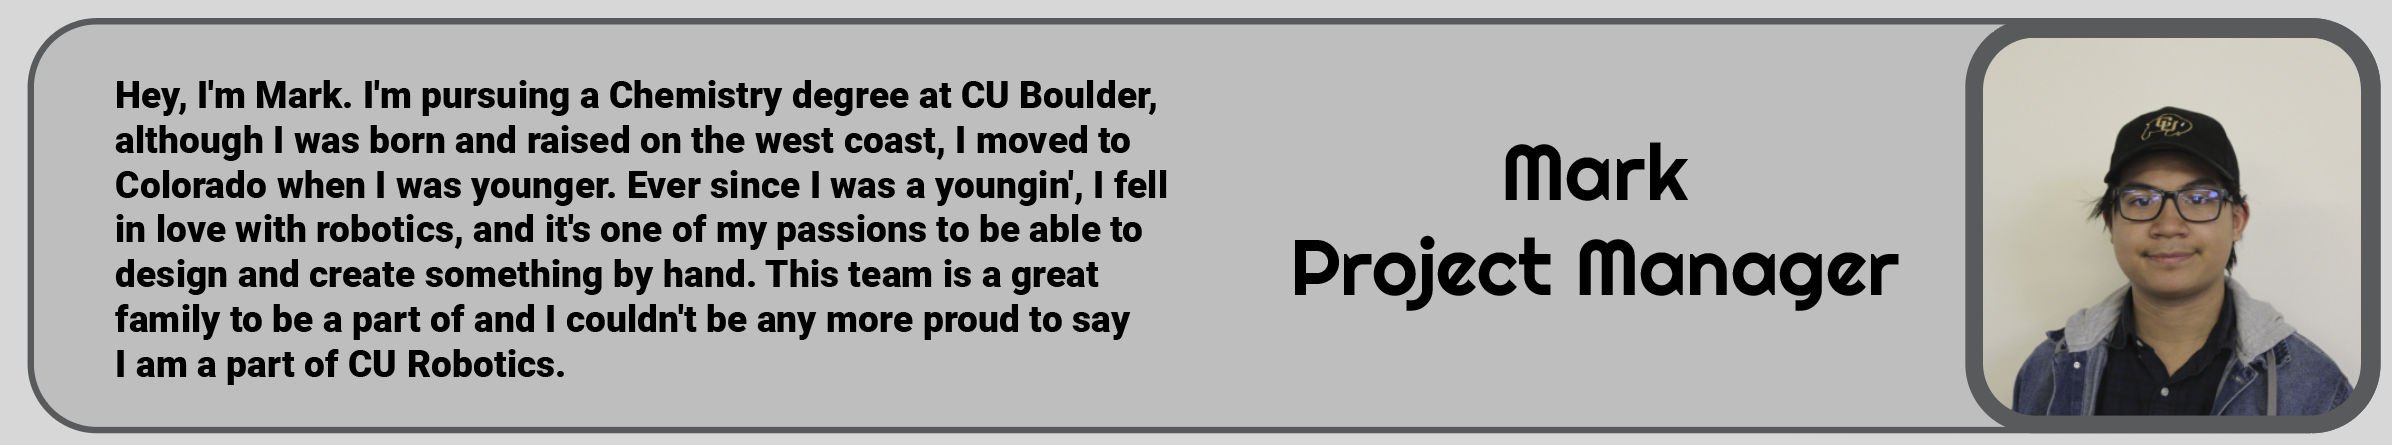 Hey, I'm Mark. I'm pursuing a Chemistry degree at CU Boulder,
although I was born and raised on the west coast, I moved to
Colorado when I was younger. Ever since I was a youngin', I fell
in love with robotics, and it's one of my passions to be able to
design and create something by hand. This team is a great
family to be a part of and I couldn't be any more proud to say
I am a part of CU Robotics.
Mark
Project Manager
CU